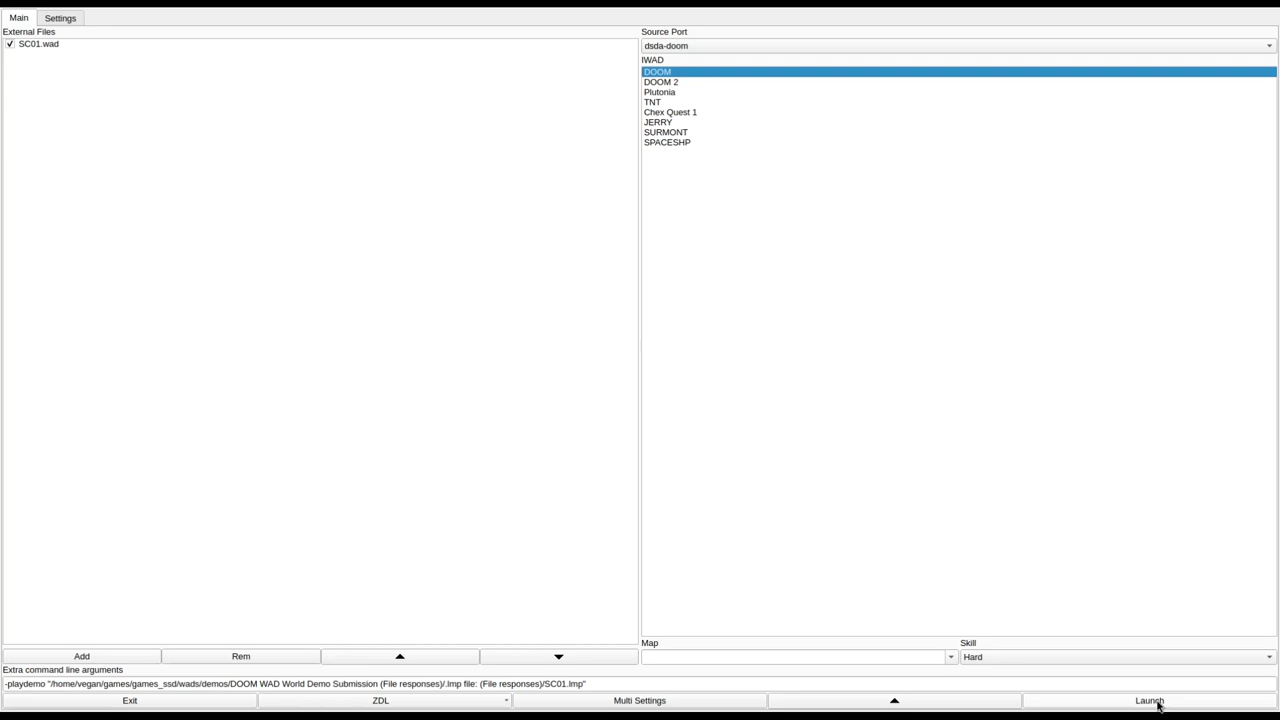 Main
Settings
External Files
SC01.wad
Source Port
dsda-doom
IWAD
DOOM
DOOM 2
Plutonia
TNT
Chex Quest 1
JERRY
SURMONT
SPACESHP
Map
Skill
Hard
Add
Rem
Extra command line arguments
-playdemo "/home/vegan/games/games_ssd/wads/demos/DOOM WAD World Demo Submission (File responses)/.lmp file: (File responses)/SC01.lmp"
Exit
ZDL
Multi Settings
Launch